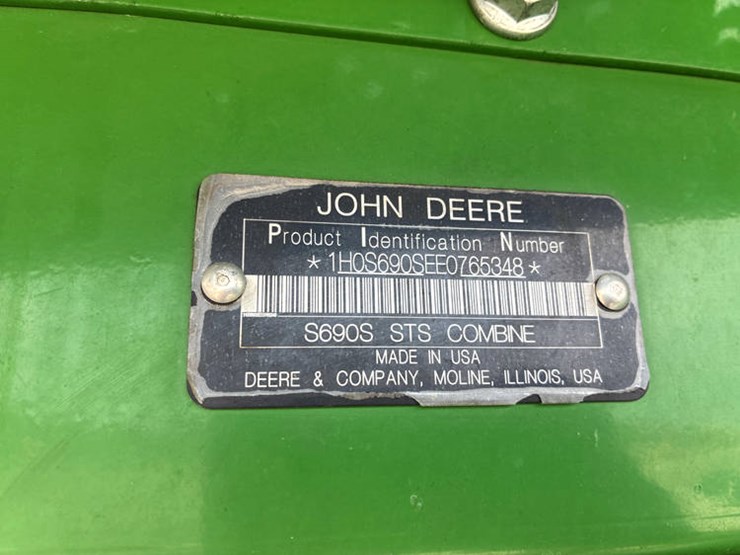 JOHN DEERE
Product Identification Number
*1H0S690SEE0765348*
S690S STS COMBINE
MADE IN USA
DEERE & COMPANY, MOLINE, ILLINOIS, USA